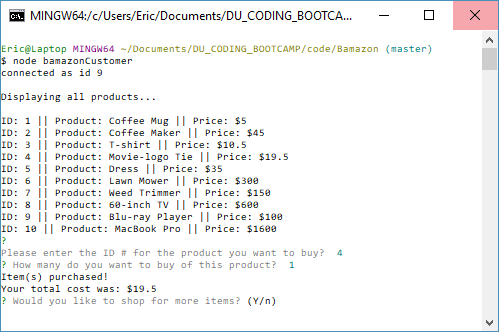 MINGW64:/c/Users/Eric/Documents/DU_CODING_BOOTCA...
Eric@Laptop MINGW64 ~/Documents/DU_CODING_BOOTCAMP/code/Bamazon (master)
$ node bamazonCustomer
connected as id 9
Displaying all products...
ID: 1 || Product: Coffee Mug || Price: $5
ID: 2 || Product: Coffee Maker || Price: $45
ID: 3 || Product: T-shirt || Price: $10.5
ID: 4 || Product: Movie-logo Tie || Price: $19.5
ID: 5 || Product: Dress || Price: $35
ID: 6 || Product: Lawn Mower || Price: $300
ID: 7 || Product: Weed Trimmer || Price: $150
ID: 8 || Product: 60-inch TV || Price: $600
ID: 9 || Product: Blu-ray Player || Price: $100
ID: 10 || Product: MacBook Pro || Price: $1600
?
Please enter the ID # for the product you want to buy?  4
? How many do you want to buy of this product?  1
Item(s) purchased!
Your total cost was: $19.5
? Would you like to shop for more items? (Y/n)